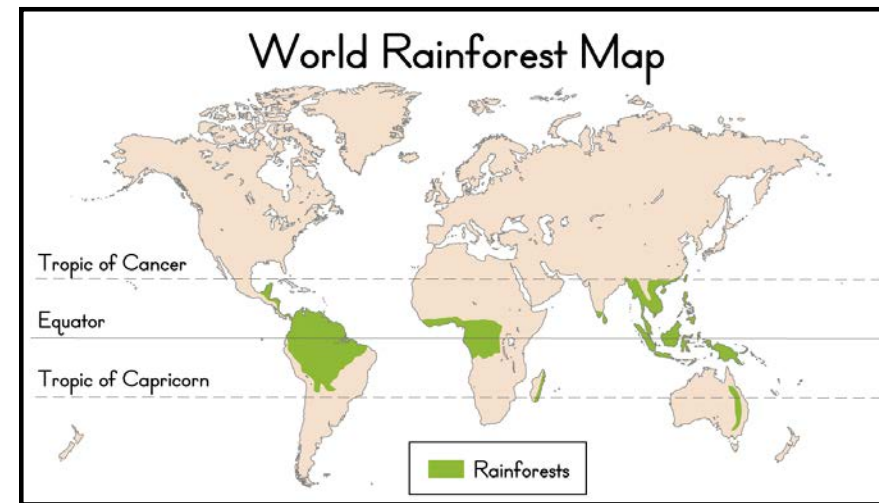 World Rainforest Map
Tropic of Cancer
Equator
Tropic of Capricorn
Rainforests